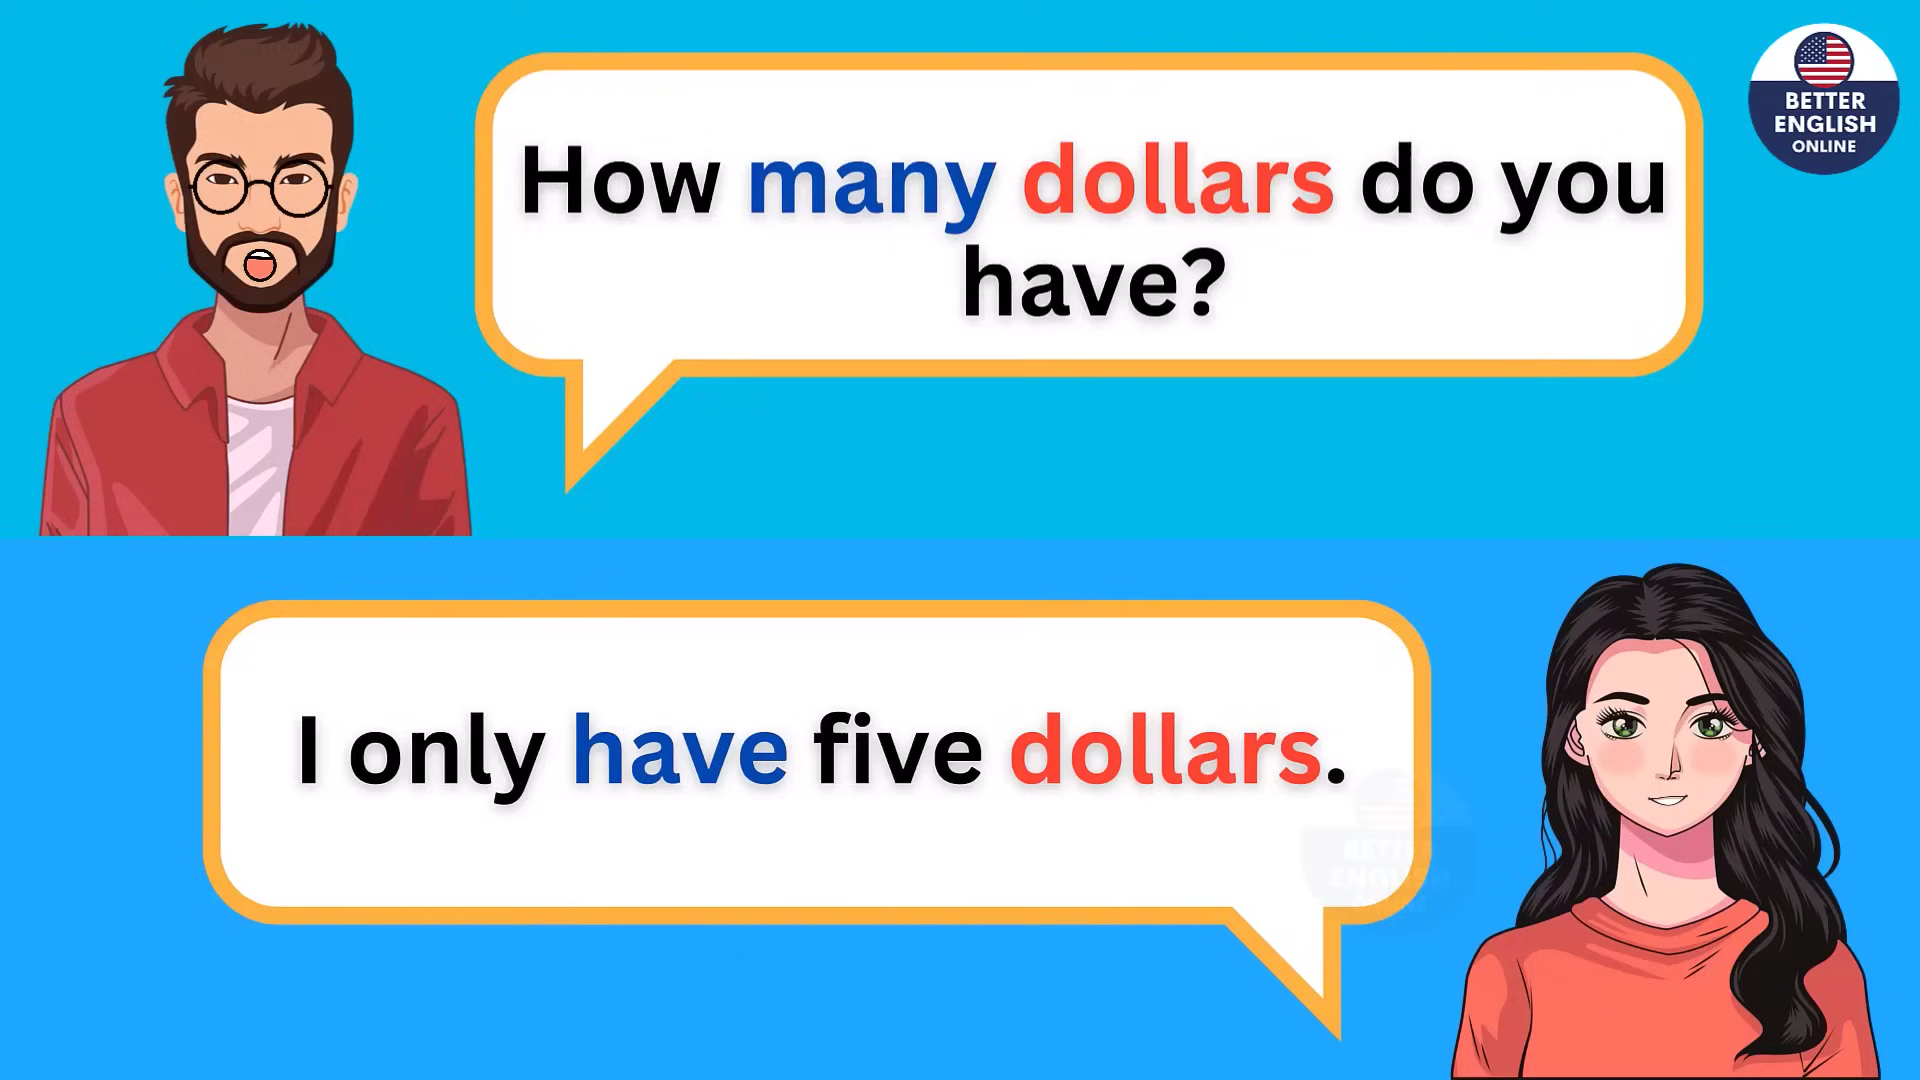 How many dollars do you
have?
BETTER
ENGLISH
ONLINE
I only have five dollars.